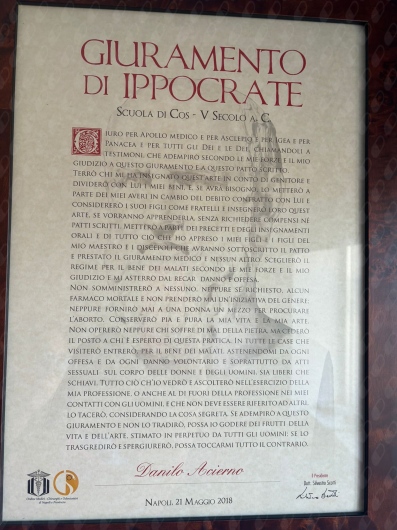 GIURAMENTO
DI IPPOCRATE
SCUOLA DI COS - V SECOLO A. C.
GIURO PER APOLLO MEDICO E PER ASCLEPIO E PER IGEA E PER
PANACEA E PER TUTTI GLI DEI E LE DEE, CHIAMANDOLI A
TESTIMONI, CHE ADEMPIRÒ SECONDO LE MIE FORZE E IL MIO
GIUDIZIO A QUESTO GIURAMENTO E A QUESTO PATTO SCRITTO.
TERRÒ CHI MI HA INSEGNATO QUEST'ARTE IN CONTO DI GENITORE E
DIVIDERÒ CON LUI I MIEI BENI, E, SE AVRÀ BISOGNO, LO METTERÒ A
PARTE DEI MIEI AVERI IN CAMBIO DEL DEBITO CONTRATTO CON LUI E
CONSIDERERÒ I SUOI FIGLI COME FRATELLI E INSEGNERÒ LORO QUEST'
ARTE, SE VORRANNO APPRENDERLA, SENZA RICHIEDERE COMPENSI NÉ
PATTI SCRITTI. METTERÒ A PARTE DEI PRECETTI E DEGLI INSEGNAMENTI
ORALI E DI TUTTO CIÒ CHE HO APPRESO I MIEI FIGLI E I FIGLI DEL
MIO MAESTRO E I DISCEPOLI CHE AVRANNO SOTTOSCRITTO IL PATTO
E PRESTATO IL GIURAMENTO MEDICO E NESSUN ALTRO. SCEGLIERÒ IL
REGIME PER IL BENE DEI MALATI SECONDO LE MIE FORZE E IL MIO
GIUDIZIO E MI ASTERRÒ DAL RECAR DANNO E OFFESA.
NON SOMMINISTRERÒ A NESSUNO, NEPPURE SE RICHIESTO, ALCUN
FARMACO MORTALE E NON PRENDERÒ MAI UN'INIZIATIVA DEL GENERE;
NEPPURE FORNIRÒ MAI A UNA DONNA UN MEZZO PER PROCURARE
L'ABORTO. CONSERVERÒ PIA E PURA LA MIA VITA E LA MIA ARTE.
NON OPERERÒ NEPPURE CHI SOFFRE DI MAL DELLA PIETRA, MA CEDERÒ
IL POSTO A CHI È ESPERTO DI QUESTA PRATICA. IN TUTTE LE CASE CHE
VISITERÒ ENTRERÒ, PER IL BENE DEI MALATI, ASTENENDOMI DA OGNI
OFFESA E DA OGNI DANNO VOLONTARIO E SOPRATTUTTO DA ATTI
SESSUALI SUL CORPO DELLE DONNE E DEGLI UOMINI, SIA LIBERI CHE
SCHIAVI. TUTTO CIÒ CH'IO VEDRÒ E ASCOLTERÒ NELL'ESERCIZIO DELLA
MIA PROFESSIONE, O ANCHE AL DI FUORI DELLA PROFESSIONE NEI MIEI
CONTATTI CON GLI UOMINI, E CHE NON DEV'ESSERE RIFERITO AD ALTRI,
LO TACERÒ, CONSIDERANDO LA COSA SEGRETA. SE ADEMPIRÒ A QUESTO
GIURAMENTO E NON LO TRADIRÒ, POSSA IO GODERE DEI FRUTTI DELLA
VITA E DELL'ARTE, STIMATO IN PERPETUO DA TUTTI GLI UOMINI; SE LO
TRASGREDIRÒ E SPERGIURERÒ, POSSA TOCCARMI TUTTO IL CONTRARIO.
Danilo Acierno
NAPOLI, 21 MAGGIO 2018
Il Presidente
Dott. Silvestro Scotti